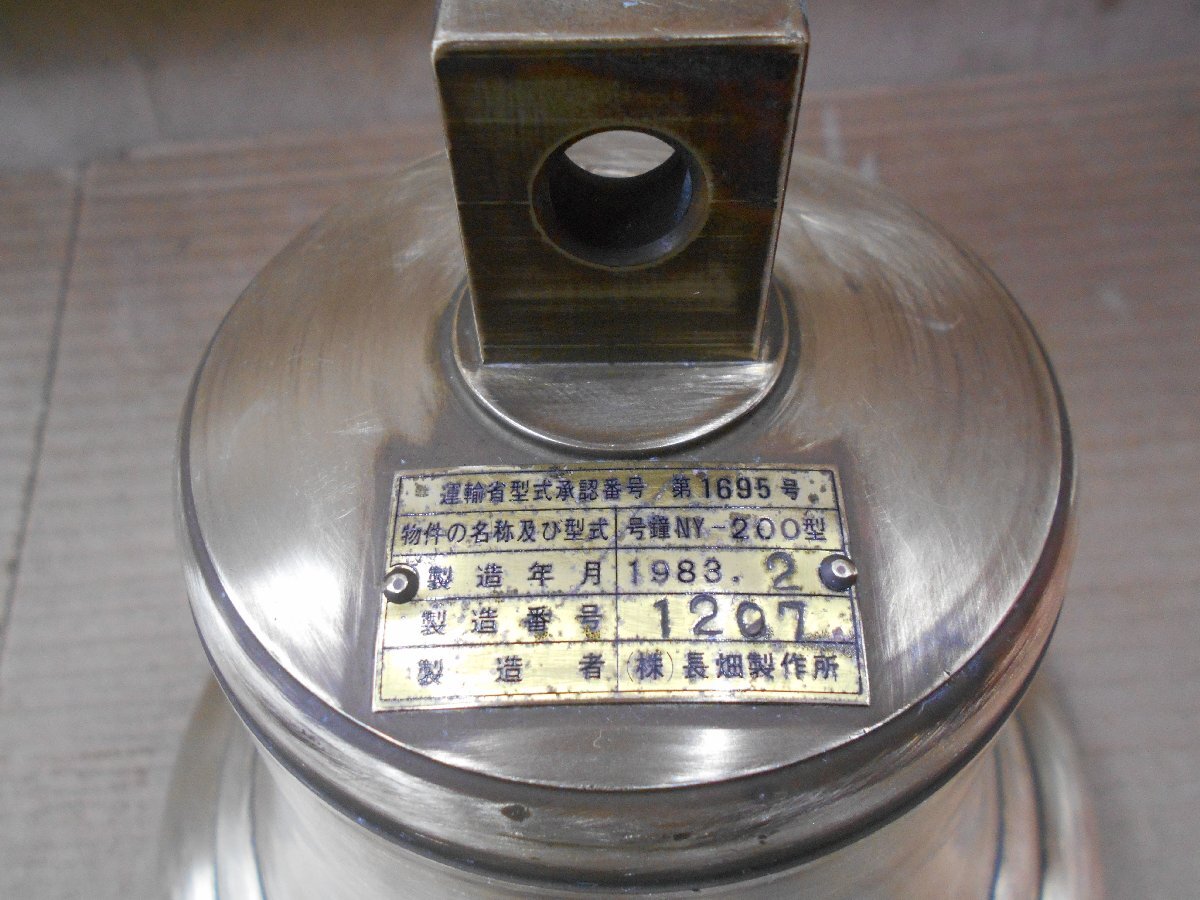 運輸省型式承認番号 第1695号
物件の名称及び型式 号鐘NY-200型
製造年月 1983.2
製造番号 1207
製造者 (株)長畑製作所